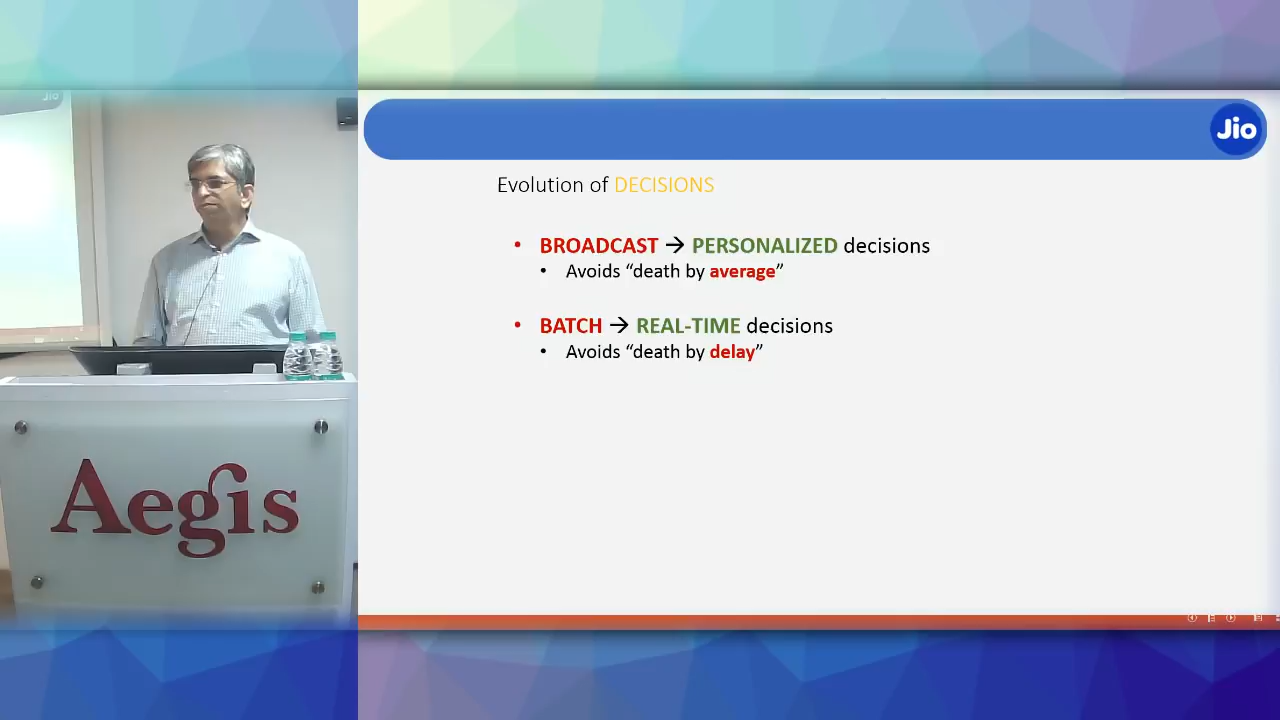 Jio
Jio
Evolution of DECISIONS
• BROADCAST → PERSONALIZED decisions
• Avoids “death by average”
• BATCH → REAL-TIME decisions
• Avoids “death by delay”
Aegis